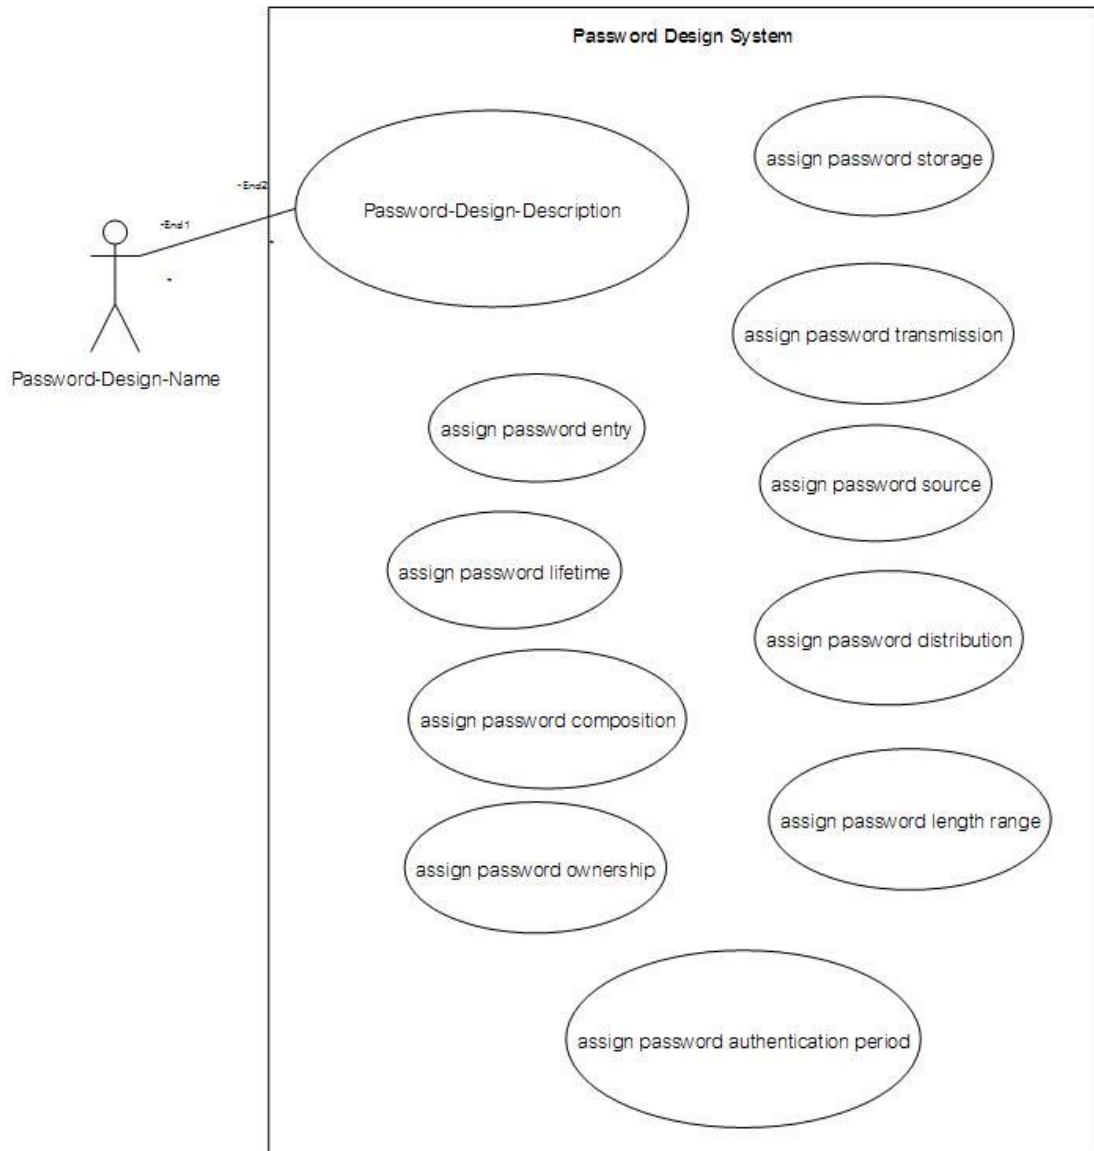 Password Design System
assign password storage
-End2
Password-Design-Description
-End1
*
*
assign password transmission
Password-Design-Name
assign password entry
assign password source
assign password lifetime
assign password distribution
assign password composition
assign password length range
assign password ownership
assign password authentication period